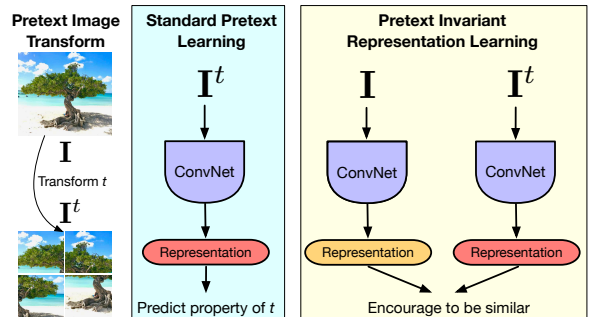 Pretext Image
Transform
I
Transform t
I^t
Standard Pretext
Learning
I^t
ConvNet
Representation
Predict property of t
Pretext Invariant
Representation Learning
I
I^t
ConvNet
ConvNet
Representation
Representation
Encourage to be similar